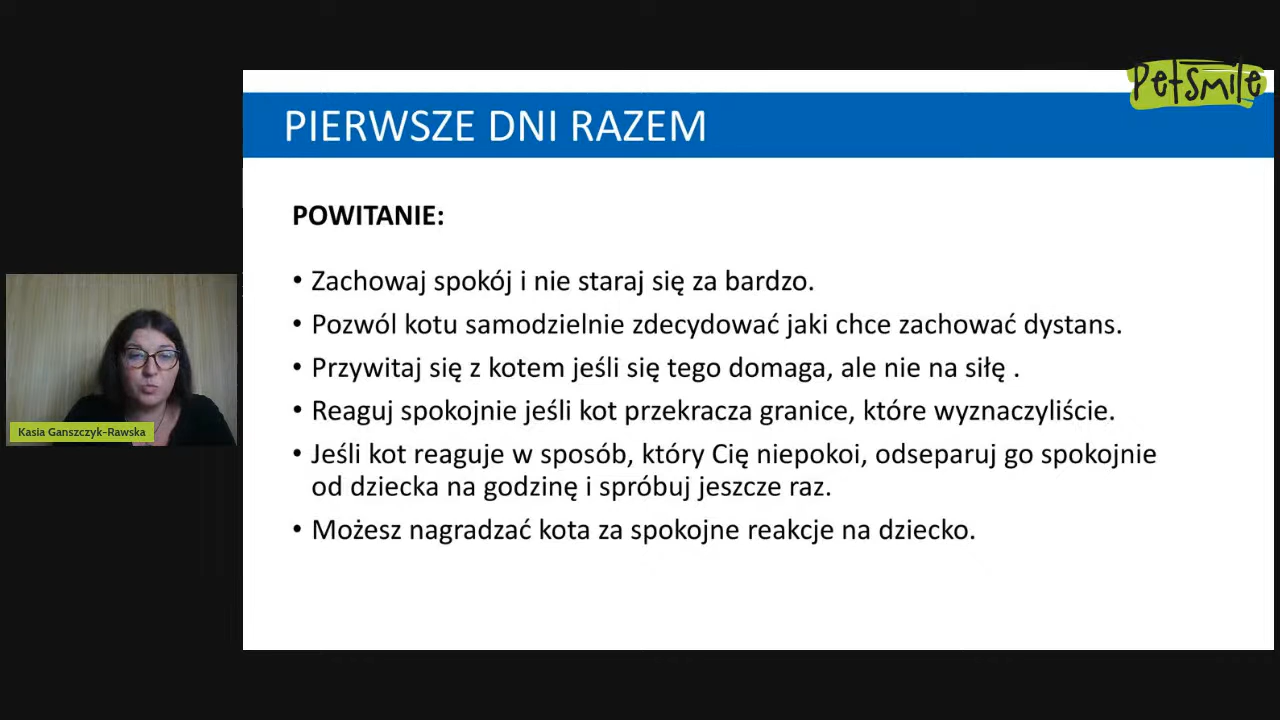 PetSmile
PIERWSZE DNI RAZEM
POWITANIE:
• Zachowaj spokój i nie staraj się za bardzo.
• Pozwól kotu samodzielnie zdecydować jaki chce zachować dystans.
• Przywitaj się z kotem jeśli się tego domaga, ale nie na siłę .
• Reaguj spokojnie jeśli kot przekracza granice, które wyznaczyliście.
• Jeśli kot reaguje w sposób, który Cię niepokoi, odseparuj go spokojnie
od dziecka na godzinę i spróbuj jeszcze raz.
• Możesz nagradzać kota za spokojne reakcje na dziecko.
Kasia Ganszczyk-Rawska